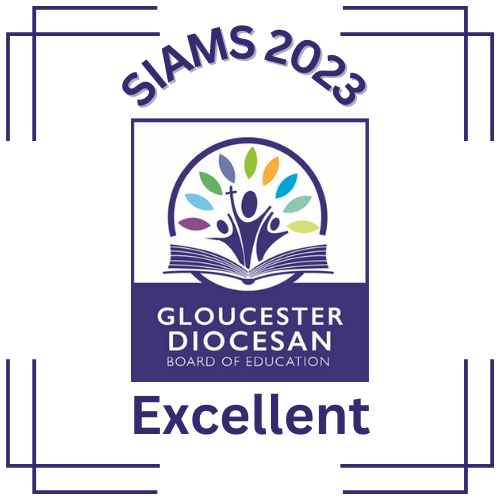 SIAMS 2023
GLOUCESTER
DIOCESAN
BOARD OF EDUCATION
Excellent